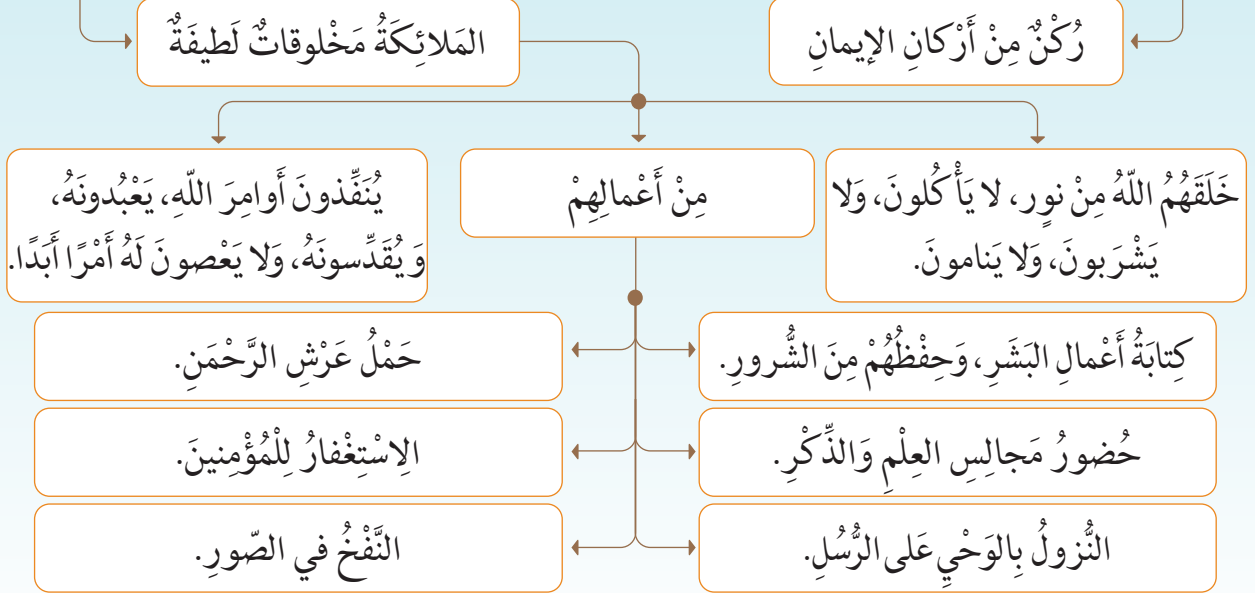 رُكْنٌ مِنْ أَرْكانِ الإيمانِ
المَلائِكَةُ مَخْلوقاتٌ لَطيفَةٌ
خَلَقَهُمُ اللّهُ مِنْ نورٍ، لا يَأْكُلونَ، وَلا
يَشْرَبونَ، وَلا يَنامونَ.
مِنْ أَعْمالِهِمْ
يُنَفِّذونَ أَوامِرَ اللّهِ، يَعْبُدونَهُ،
وَيُقَدِّسونَهُ، وَلا يَعْصونَ لَهُ أَمْرًا أَبَدًا.
كِتابَةُ أَعْمالِ البَشَرِ، وَحِفْظُهُمْ مِنَ الشُّرورِ.
حَمْلُ عَرْشِ الرَّحْمَنِ.
حُضورُ مَجالِسِ العِلْمِ وَالذِّكْرِ.
الِاسْتِغْفارُ لِلْمُؤْمِنينَ.
النُّزولُ بِالوَحْيِ عَلى الرُّسُلِ.
النَّفْخُ في الصّورِ.